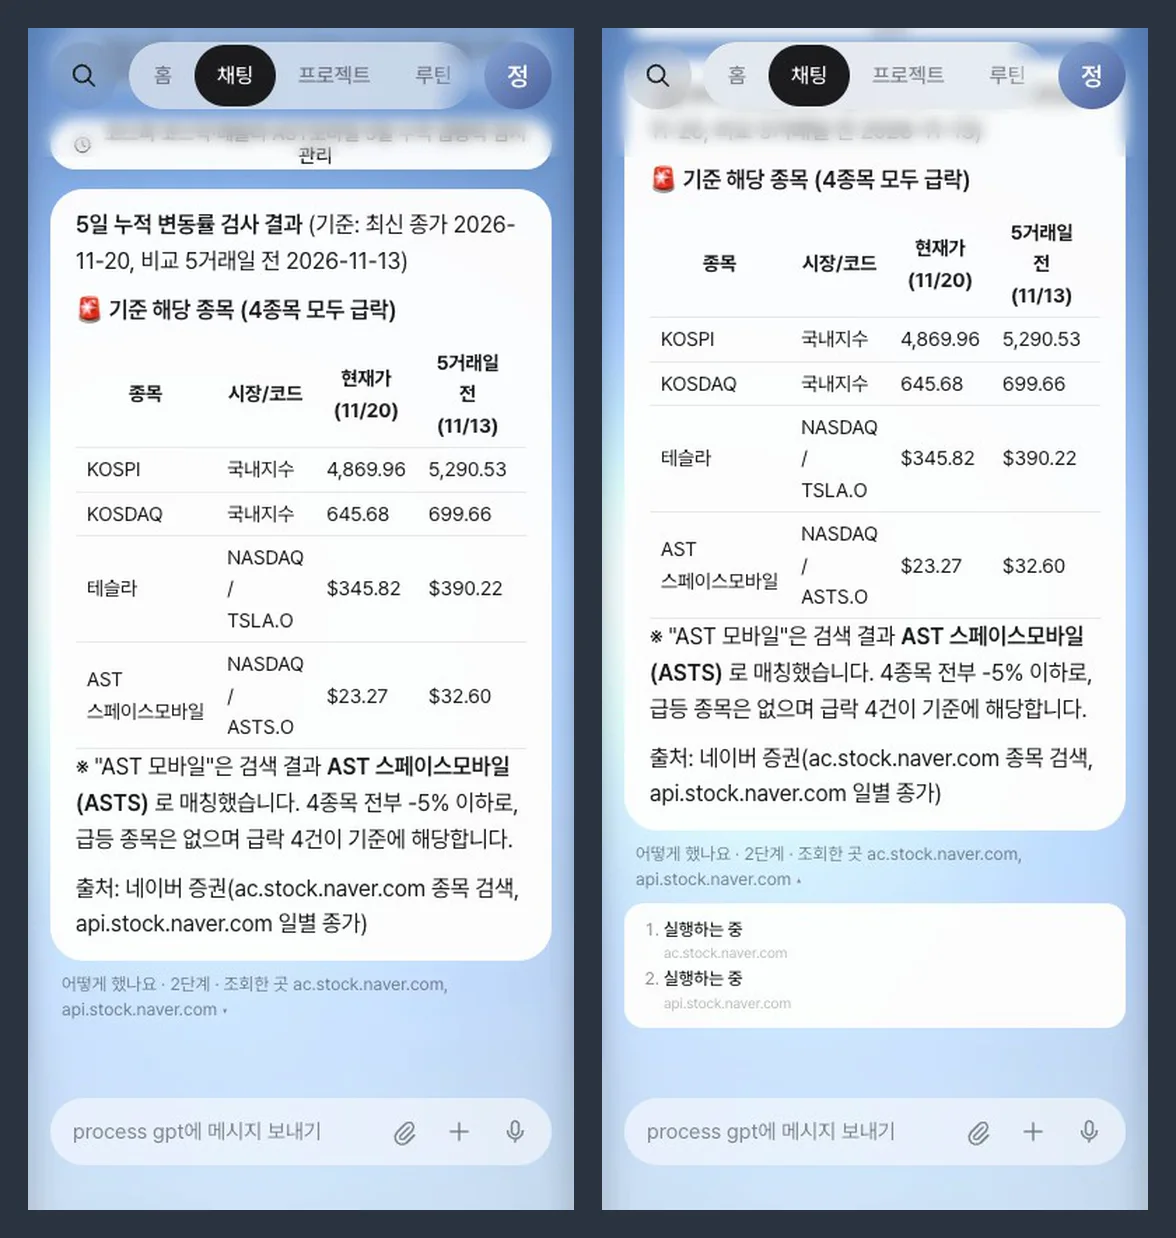 홈 채팅 프로젝트 루틴 정
관리
5일 누적 변동률 검사 결과 (기준: 최신 종가 2026-
11-20, 비교 5거래일 전 2026-11-13)
🚨 기준 해당 종목 (4종목 모두 급락)
종목 시장/코드 현재가 (11/20) 5거래일 전 (11/13)
KOSPI 국내지수 4,869.96 5,290.53
KOSDAQ 국내지수 645.68 699.66
테슬라 NASDAQ / TSLA.O $345.82 $390.22
AST 스페이스모바일 NASDAQ / ASTS.O $23.27 $32.60
※ "AST 모바일"은 검색 결과 AST 스페이스모바일
(ASTS) 로 매칭했습니다. 4종목 전부 -5% 이하로,
급등 종목은 없으며 급락 4건이 기준에 해당합니다.
출처: 네이버 증권(ac.stock.naver.com 종목 검색,
api.stock.naver.com 일별 종가)
어떻게 했나요 · 2단계 · 조회한 곳 ac.stock.naver.com,
api.stock.naver.com ▾
process gpt에 메시지 보내기
홈 채팅 프로젝트 루틴 정
11-20, 비교 5거래일 전 2026-11-13)
🚨 기준 해당 종목 (4종목 모두 급락)
종목 시장/코드 현재가 (11/20) 5거래일 전 (11/13)
KOSPI 국내지수 4,869.96 5,290.53
KOSDAQ 국내지수 645.68 699.66
테슬라 NASDAQ / TSLA.O $345.82 $390.22
AST 스페이스모바일 NASDAQ / ASTS.O $23.27 $32.60
※ "AST 모바일"은 검색 결과 AST 스페이스모바일
(ASTS) 로 매칭했습니다. 4종목 전부 -5% 이하로,
급등 종목은 없으며 급락 4건이 기준에 해당합니다.
출처: 네이버 증권(ac.stock.naver.com 종목 검색,
api.stock.naver.com 일별 종가)
어떻게 했나요 · 2단계 · 조회한 곳 ac.stock.naver.com,
api.stock.naver.com ▴
1. 실행하는 중
ac.stock.naver.com
2. 실행하는 중
api.stock.naver.com
process gpt에 메시지 보내기